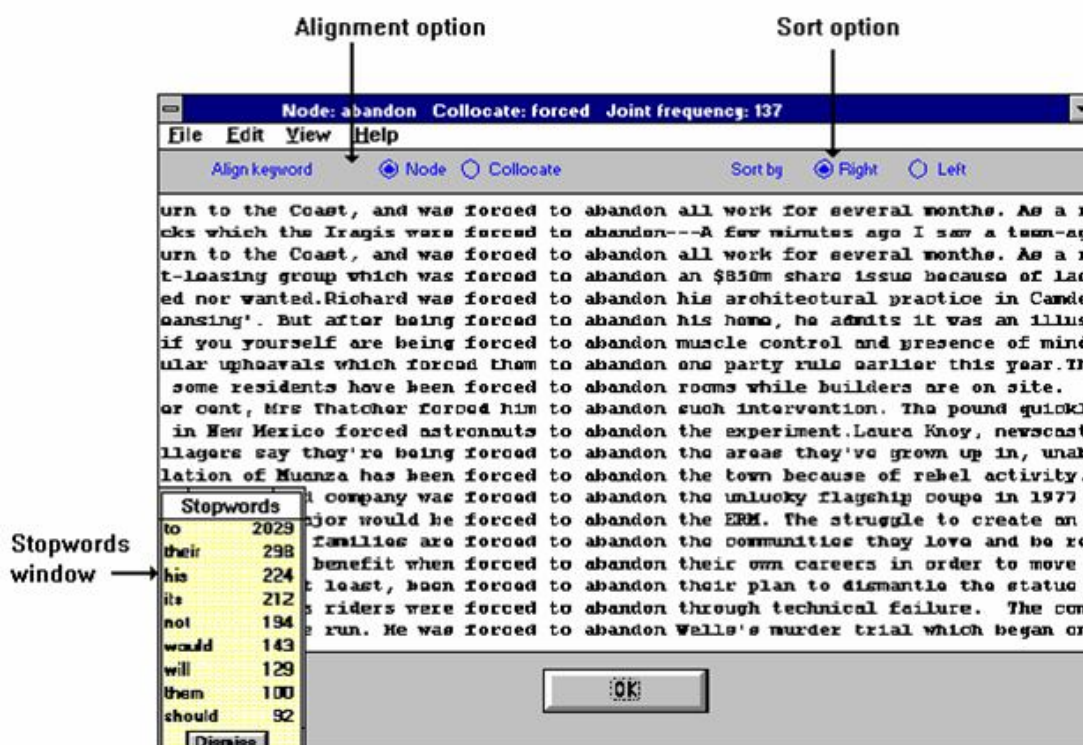 Alignment option
Sort option
Node: abandon Collocate: forced Joint frequency: 137
File Edit View Help
Align keyword Node Collocate Sort by Right Left
urn to the Coast, and was forced to abandon all work for several months. As a r
cks which the Iraqis were forced to abandon---A few minutes ago I saw a teen-ag
urn to the Coast, and was forced to abandon all work for several months. As a r
t-leasing group which was forced to abandon an $850m share issue because of lac
ed nor wanted.Richard was forced to abandon his architectural practice in Camde
eansing'. But after being forced to abandon his home, he admits it was an illus
if you yourself are being forced to abandon muscle control and presence of mind
ular upheavals which forced them to abandon one party rule earlier this year.Th
some residents have been forced to abandon rooms while builders are on site.
er cent, Mrs Thatcher forced him to abandon such intervention. The pound quickl
in New Mexico forced astronauts to abandon the experiment.Laura Knoy, newscast
llagers say they're being forced to abandon the areas they've grown up in, unab
lation of Muanza has been forced to abandon the town because of rebel activity.
d company was forced to abandon the unlucky flagship coupe in 1977
ajor would be forced to abandon the ERM. The struggle to create an
families are forced to abandon the communities they love and be re
benefit when forced to abandon their own careers in order to move
t least, been forced to abandon their plan to dismantle the status
s riders were forced to abandon through technical failure. The con
e run. He was forced to abandon Wells's murder trial which began on
Stopwords
to 2029
their 298
his 224
its 212
not 194
would 143
will 129
them 100
should 92
Dismiss
Stopwords
window
OK